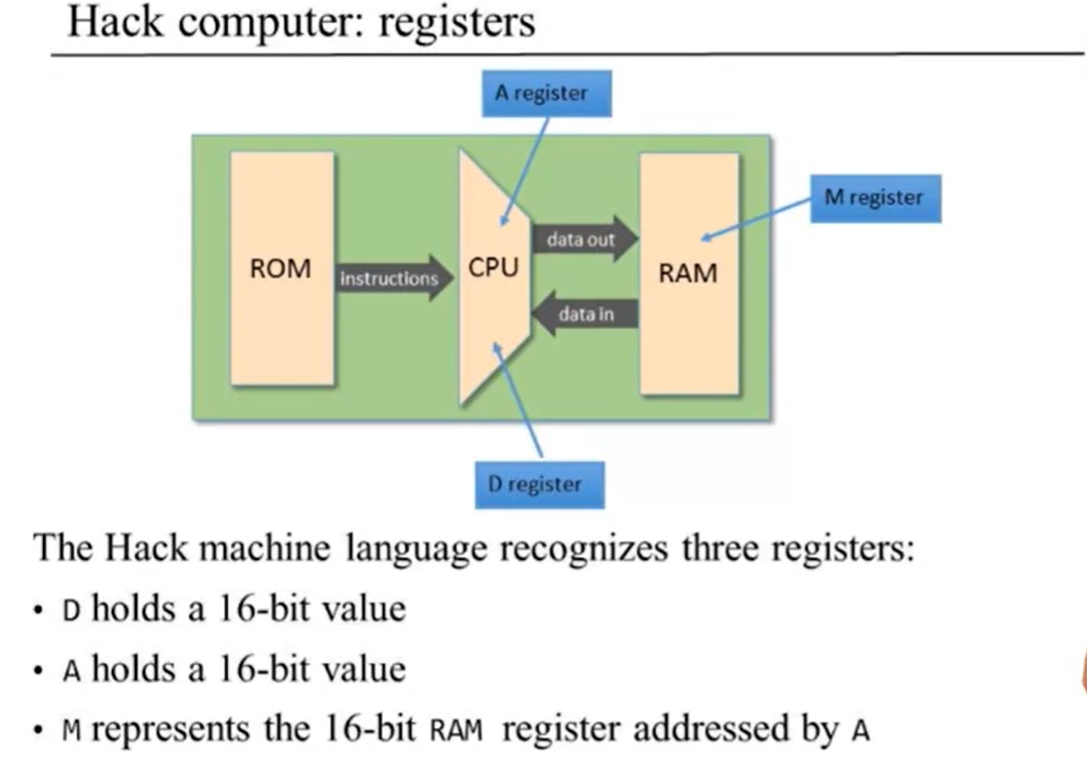 Hack computer: registers
A register
M register
data out
ROM
instructions
CPU
RAM
data in
D register
The Hack machine language recognizes three registers:
• D holds a 16-bit value
• A holds a 16-bit value
• M represents the 16-bit RAM register addressed by A